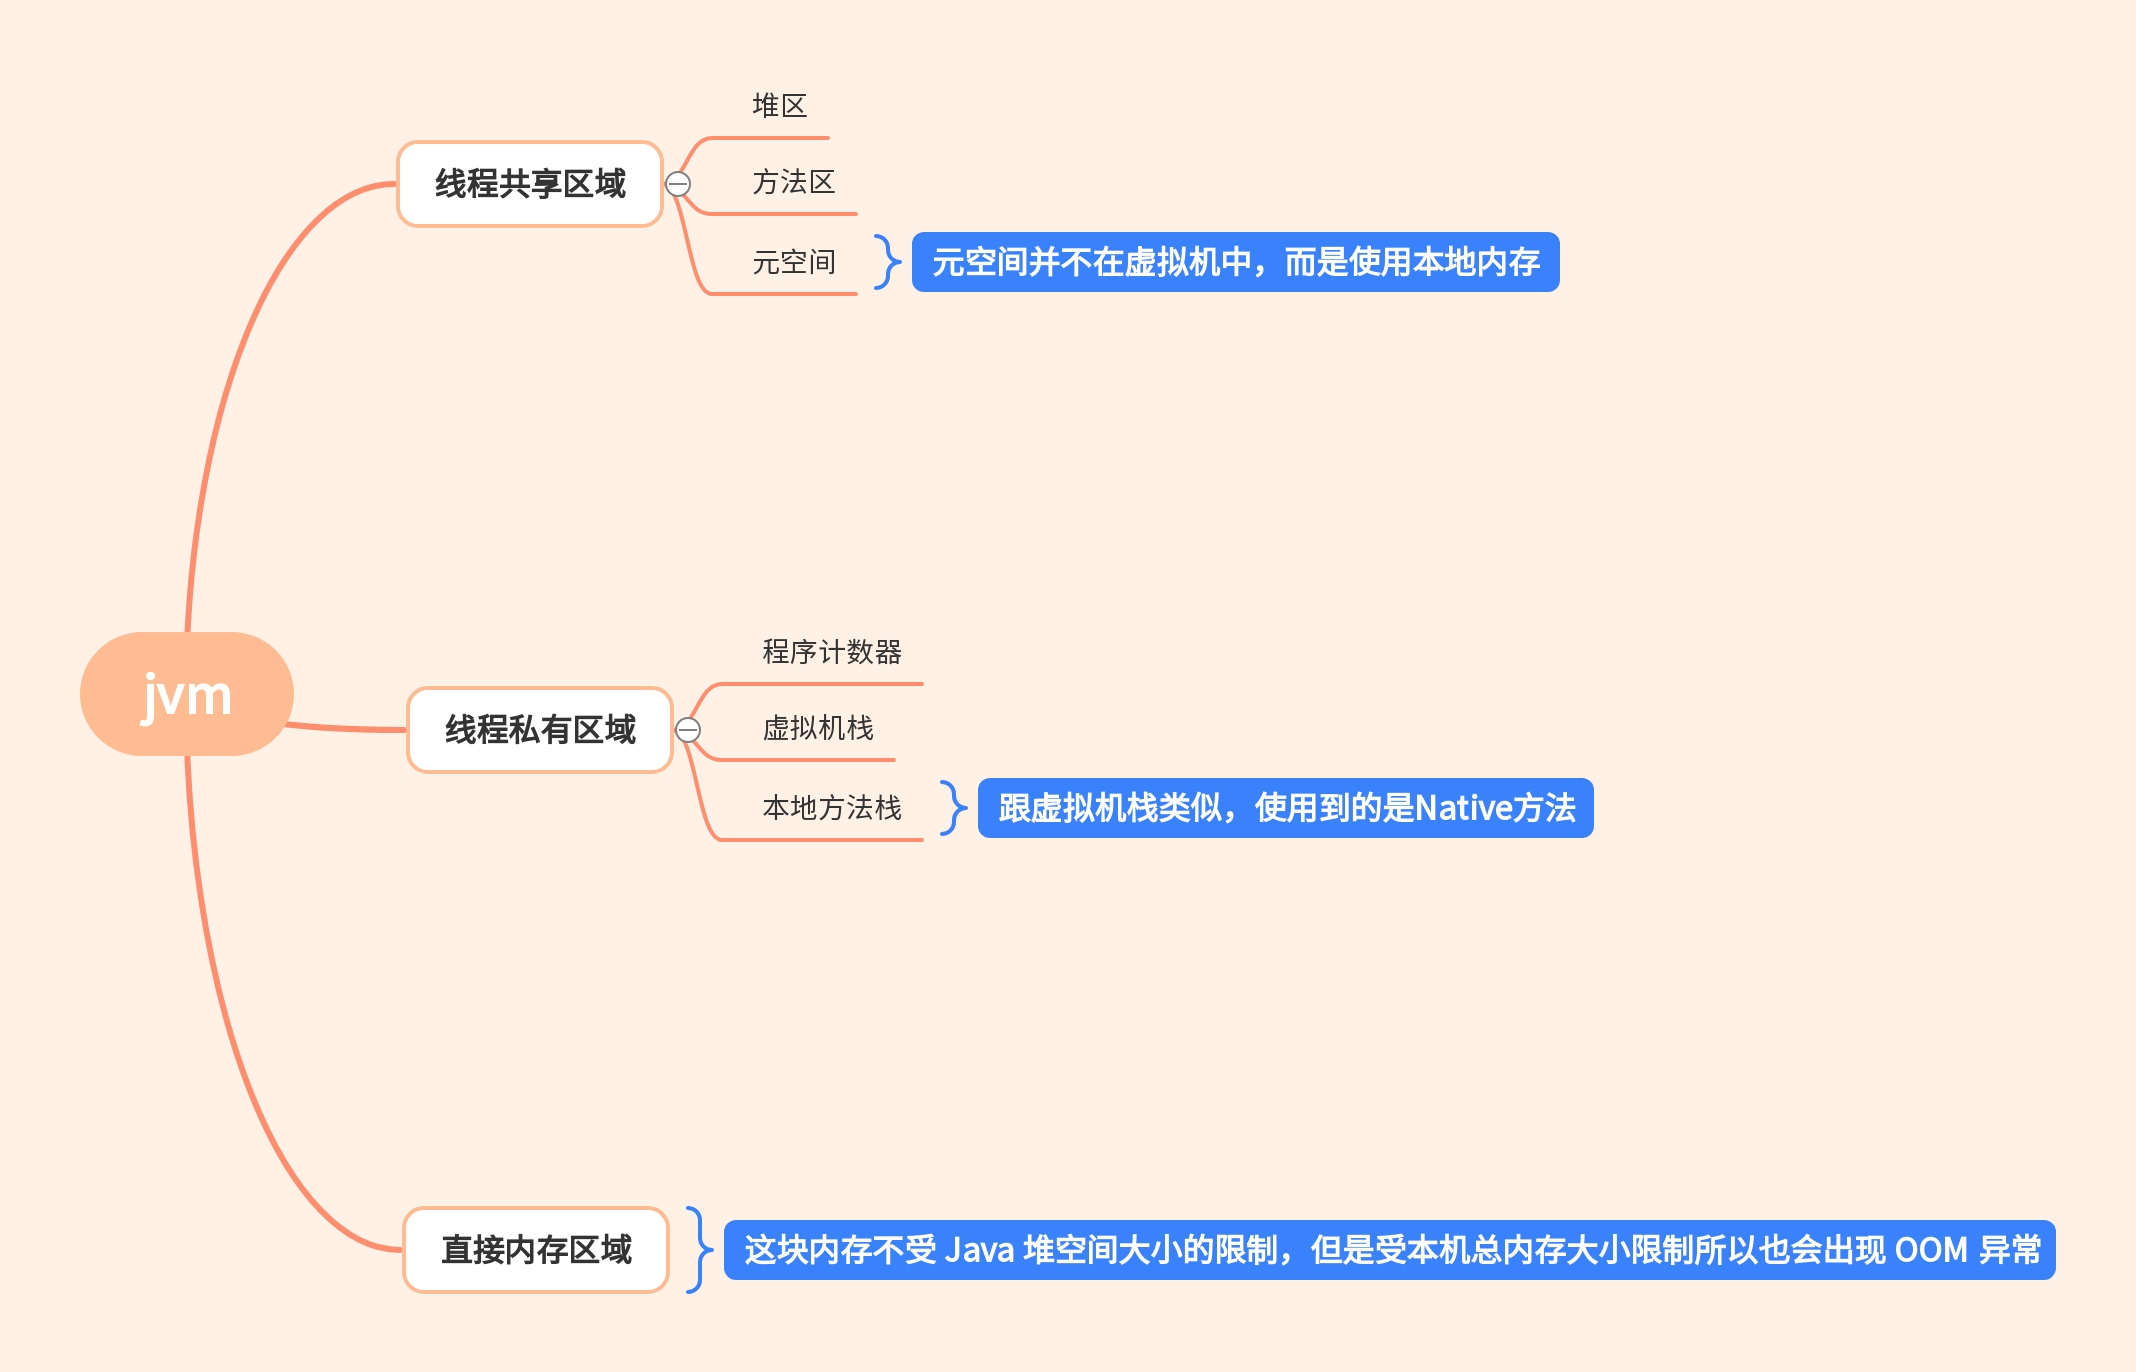 堆区
线程共享区域
方法区
元空间
元空间并不在虚拟机中，而是使用本地内存
jvm
程序计数器
线程私有区域
虚拟机栈
本地方法栈
跟虚拟机栈类似，使用到的是Native方法
直接内存区域
这块内存不受 Java 堆空间大小的限制，但是受本机总内存大小限制所以也会出现 OOM 异常